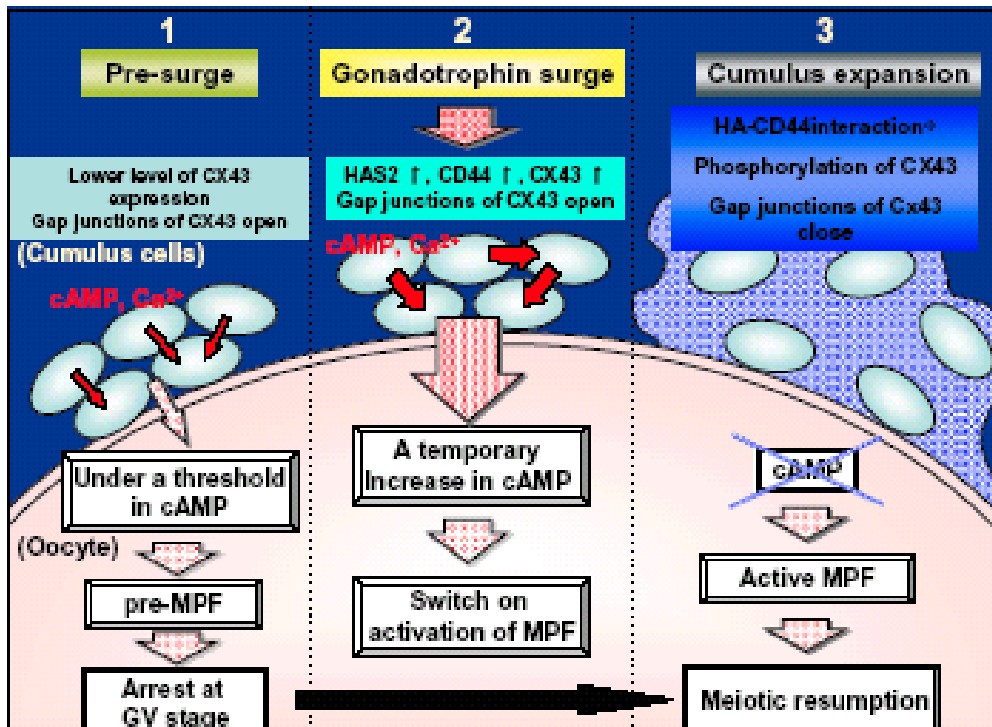 1
Pre-surge
Lower level of CX43
expression
Gap junctions of CX43 open
(Cumulus cells)
cAMP, Ca²⁺
Under a threshold
in cAMP
(Oocyte)
pre-MPF
Arrest at
GV stage
2
Gonadotrophin surge
HAS2 ↑, CD44 ↑, CX43 ↑
Gap junctions of CX43 open
cAMP, Ca²⁺
A temporary
Increase in cAMP
Switch on
activation of MPF
3
Cumulus expansion
HA-CD44interaction
Phosphorylation of CX43
Gap junctions of Cx43
close
cAMP
Active MPF
Meiotic resumption